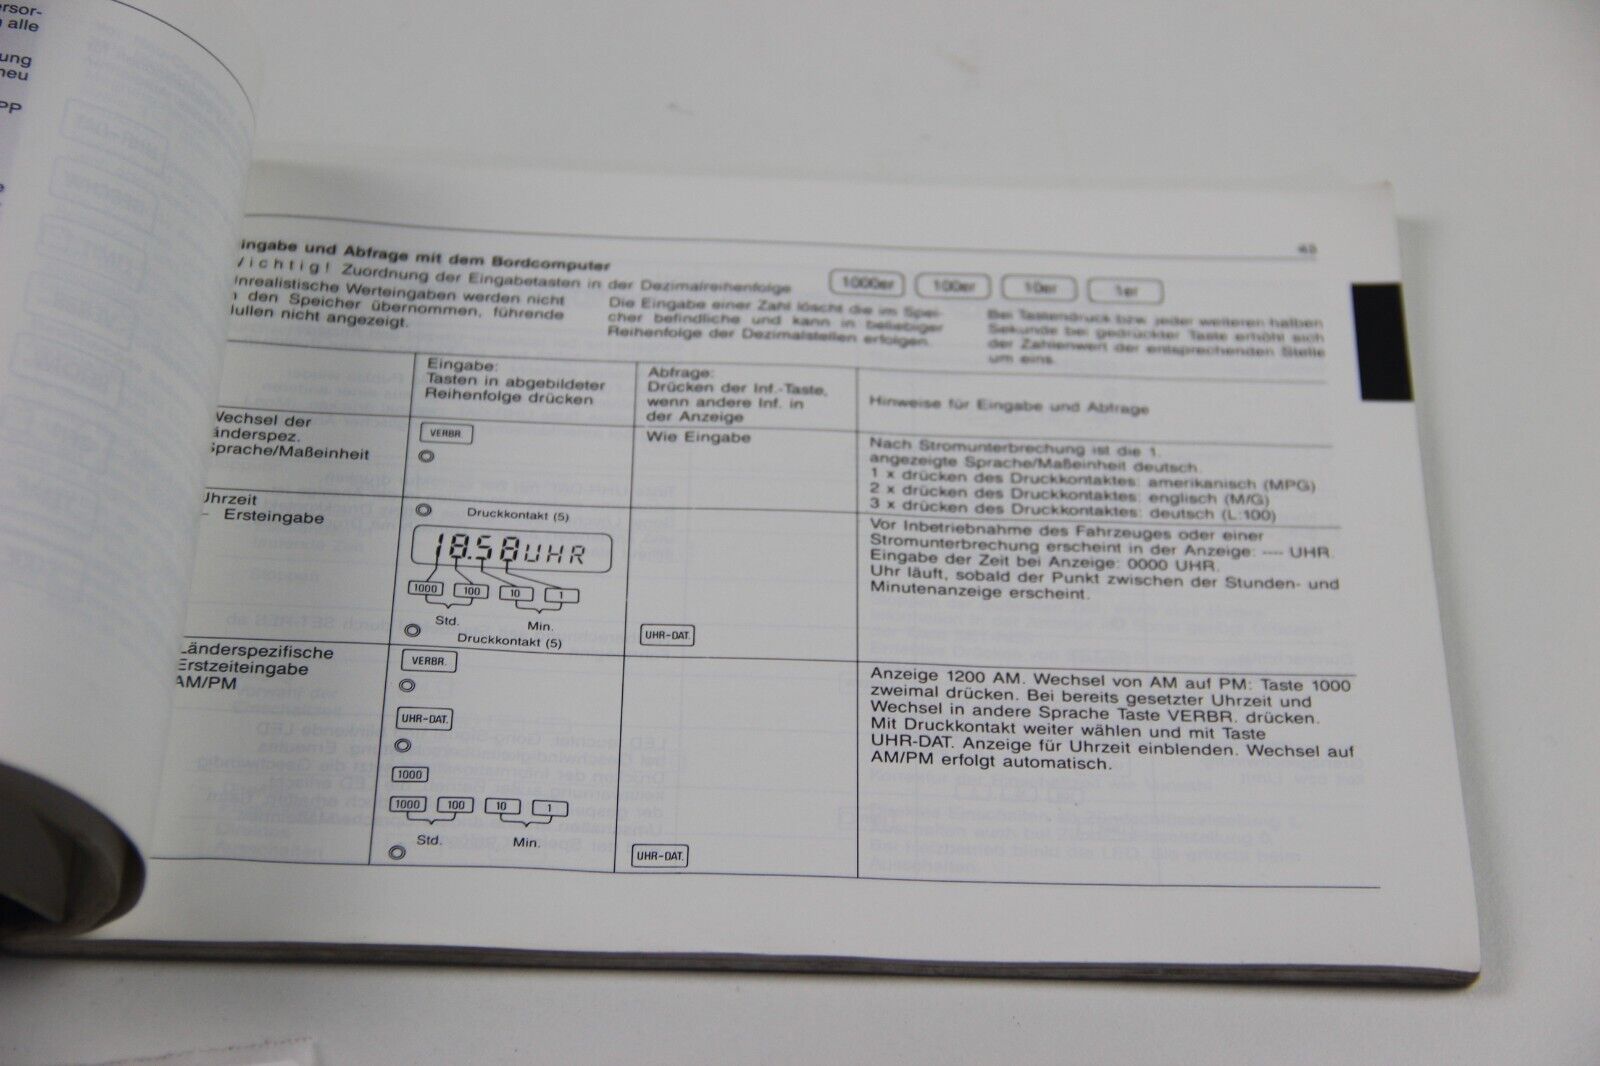 ersor-
alle
ung
neu
PP
43
ingabe und Abfrage mit dem Bordcomputer
ichtig! Zuordnung der Eingabetasten in der Dezimalreihenfolge
1000er 100er 10er 1er
nrealistische Werteingaben werden nicht
den Speicher übernommen, führende
ullen nicht angezeigt.
Die Eingabe einer Zahl löscht die im Spei-
cher befindliche und kann in beliebiger
Reihenfolge der Dezimalstellen erfolgen.
Bei Tastendruck bzw. jeder weiteren halben
Sekunde bei gedrückter Taste erhöht sich
der Zahlenwert der entsprechenden Stelle
um eins.
Eingabe:
Tasten in abgebildeter
Reihenfolge drücken
Abfrage:
Drücken der Inf.-Taste,
wenn andere Inf. in
der Anzeige
Hinweise für Eingabe und Abfrage
Wechsel der
änderspez.
Sprache/Maßeinheit
VERBR
Wie Eingabe
Nach Stromunterbrechung ist die 1.
angezeigte Sprache/Maßeinheit deutsch.
1 x drücken des Druckkontaktes: amerikanisch (MPG)
2 x drücken des Druckkontaktes: englisch (M/G)
3 x drücken des Druckkontaktes: deutsch (L:100)
Uhrzeit
– Ersteingabe
Druckkontakt (5)
18.58 UHR
1000 100 10 1
Std. Min.
Druckkontakt (5)
UHR-DAT.
Vor Inbetriebnahme des Fahrzeuges oder einer
Stromunterbrechung erscheint in der Anzeige: ---- UHR.
Eingabe der Zeit bei Anzeige: 0000 UHR.
Uhr läuft, sobald der Punkt zwischen der Stunden- und
Minutenanzeige erscheint.
Länderspezifische
Erstzeiteingabe
AM/PM
VERBR.
UHR-DAT.
1000
1000 100 10 1
Std. Min.
UHR-DAT.
Anzeige 1200 AM. Wechsel von AM auf PM: Taste 1000
zweimal drücken. Bei bereits gesetzter Uhrzeit und
Wechsel in andere Sprache Taste VERBR. drücken.
Mit Druckkontakt weiter wählen und mit Taste
UHR-DAT. Anzeige für Uhrzeit einblenden. Wechsel auf
AM/PM erfolgt automatisch.